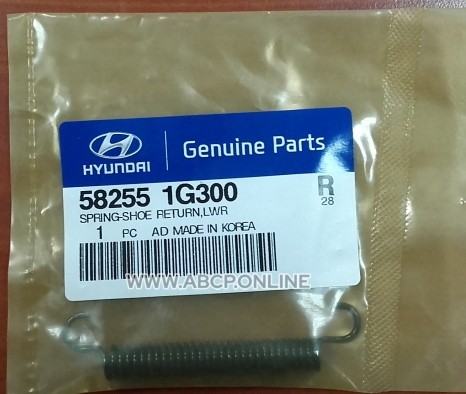 HYUNDAI
Genuine Parts
58255 1G300
R
28
SPRING-SHOE RETURN,LWR
1 PC AD MADE IN KOREA
WWW.ABCP.ONLINE